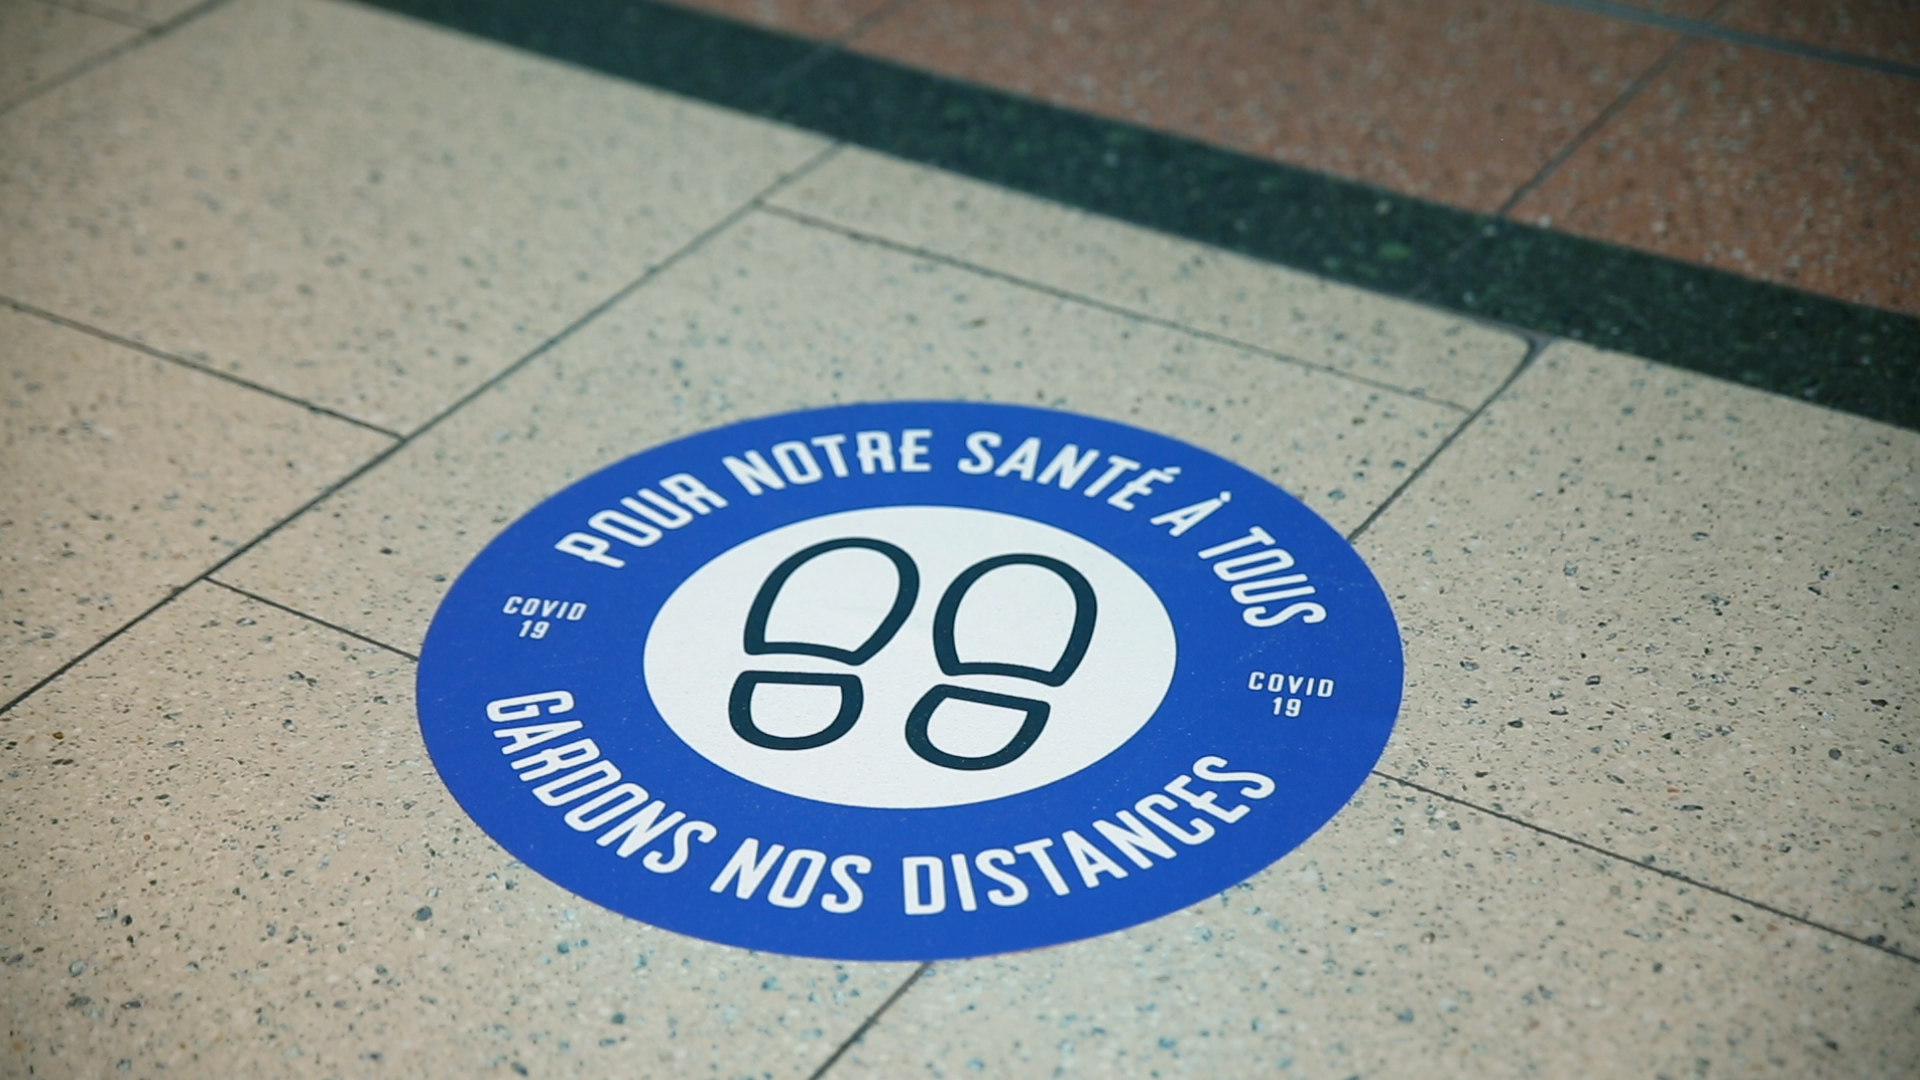 POUR NOTRE SANTÉ À TOUS
COVID
19
COVID
19
GARDONS NOS DISTANCES